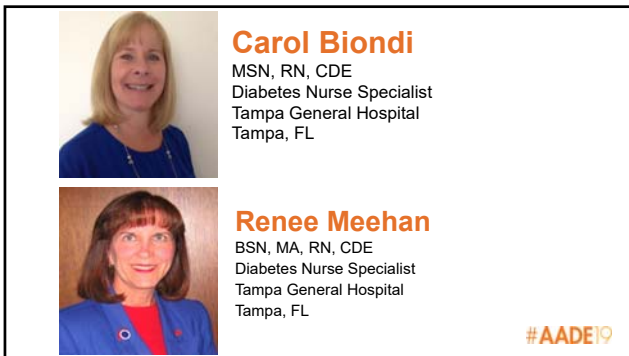 Carol Biondi
MSN, RN, CDE
Diabetes Nurse Specialist
Tampa General Hospital
Tampa, FL
Renee Meehan
BSN, MA, RN, CDE
Diabetes Nurse Specialist
Tampa General Hospital
Tampa, FL
#AADE19